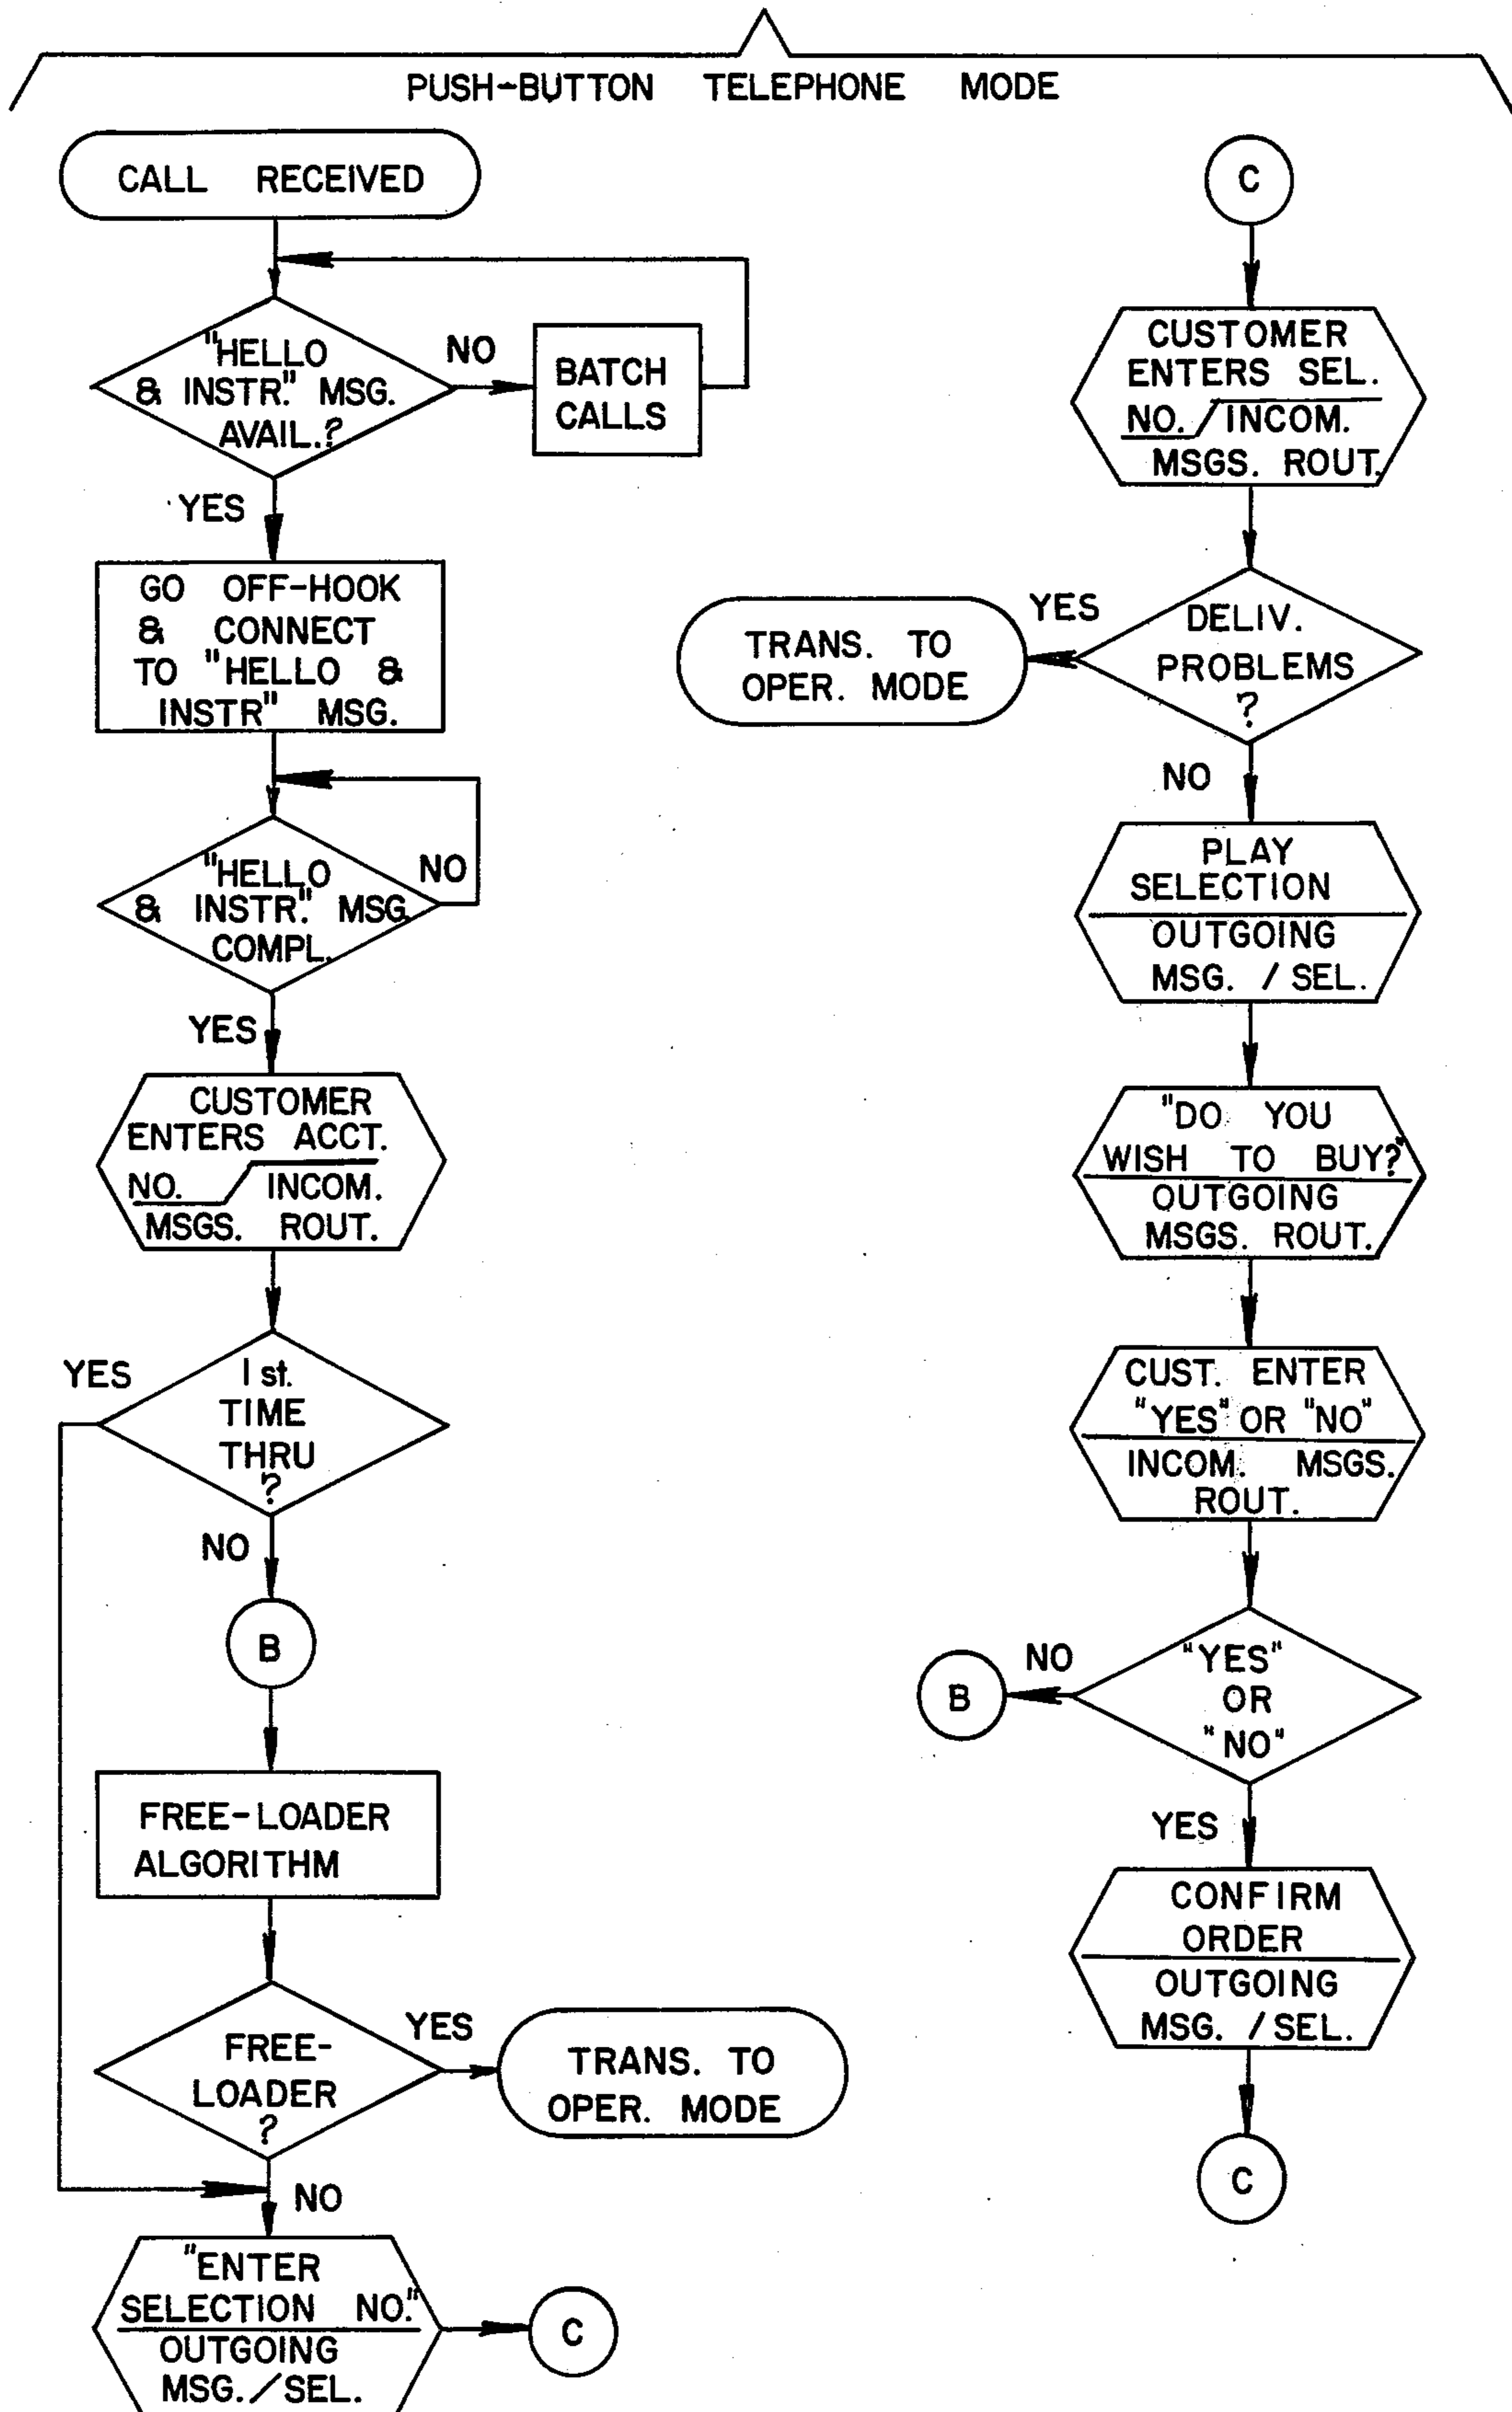 PUSH-BUTTON TELEPHONE MODE
CALL RECEIVED
"HELLO
& INSTR." MSG.
AVAIL.?
NO
BATCH
CALLS
YES
GO OFF-HOOK
& CONNECT
TO "HELLO &
INSTR" MSG.
"HELLO
& INSTR." MSG.
COMPL.
NO
YES
CUSTOMER
ENTERS ACCT.
NO. / INCOM.
MSGS. ROUT.
YES
1st.
TIME
THRU
?
NO
B
FREE-LOADER
ALGORITHM
FREE-
LOADER
?
YES
TRANS. TO
OPER. MODE
NO
"ENTER
SELECTION NO."
OUTGOING
MSG./SEL.
C
C
CUSTOMER
ENTERS SEL.
NO. / INCOM.
MSGS. ROUT.
DELIV.
PROBLEMS
?
YES
TRANS. TO
OPER. MODE
NO
PLAY
SELECTION
OUTGOING
MSG. / SEL.
"DO YOU
WISH TO BUY?"
OUTGOING
MSGS. ROUT.
CUST. ENTER
"YES" OR "NO"
INCOM. MSGS.
ROUT.
"YES"
OR
"NO"
NO
B
YES
CONFIRM
ORDER
OUTGOING
MSG. / SEL.
C